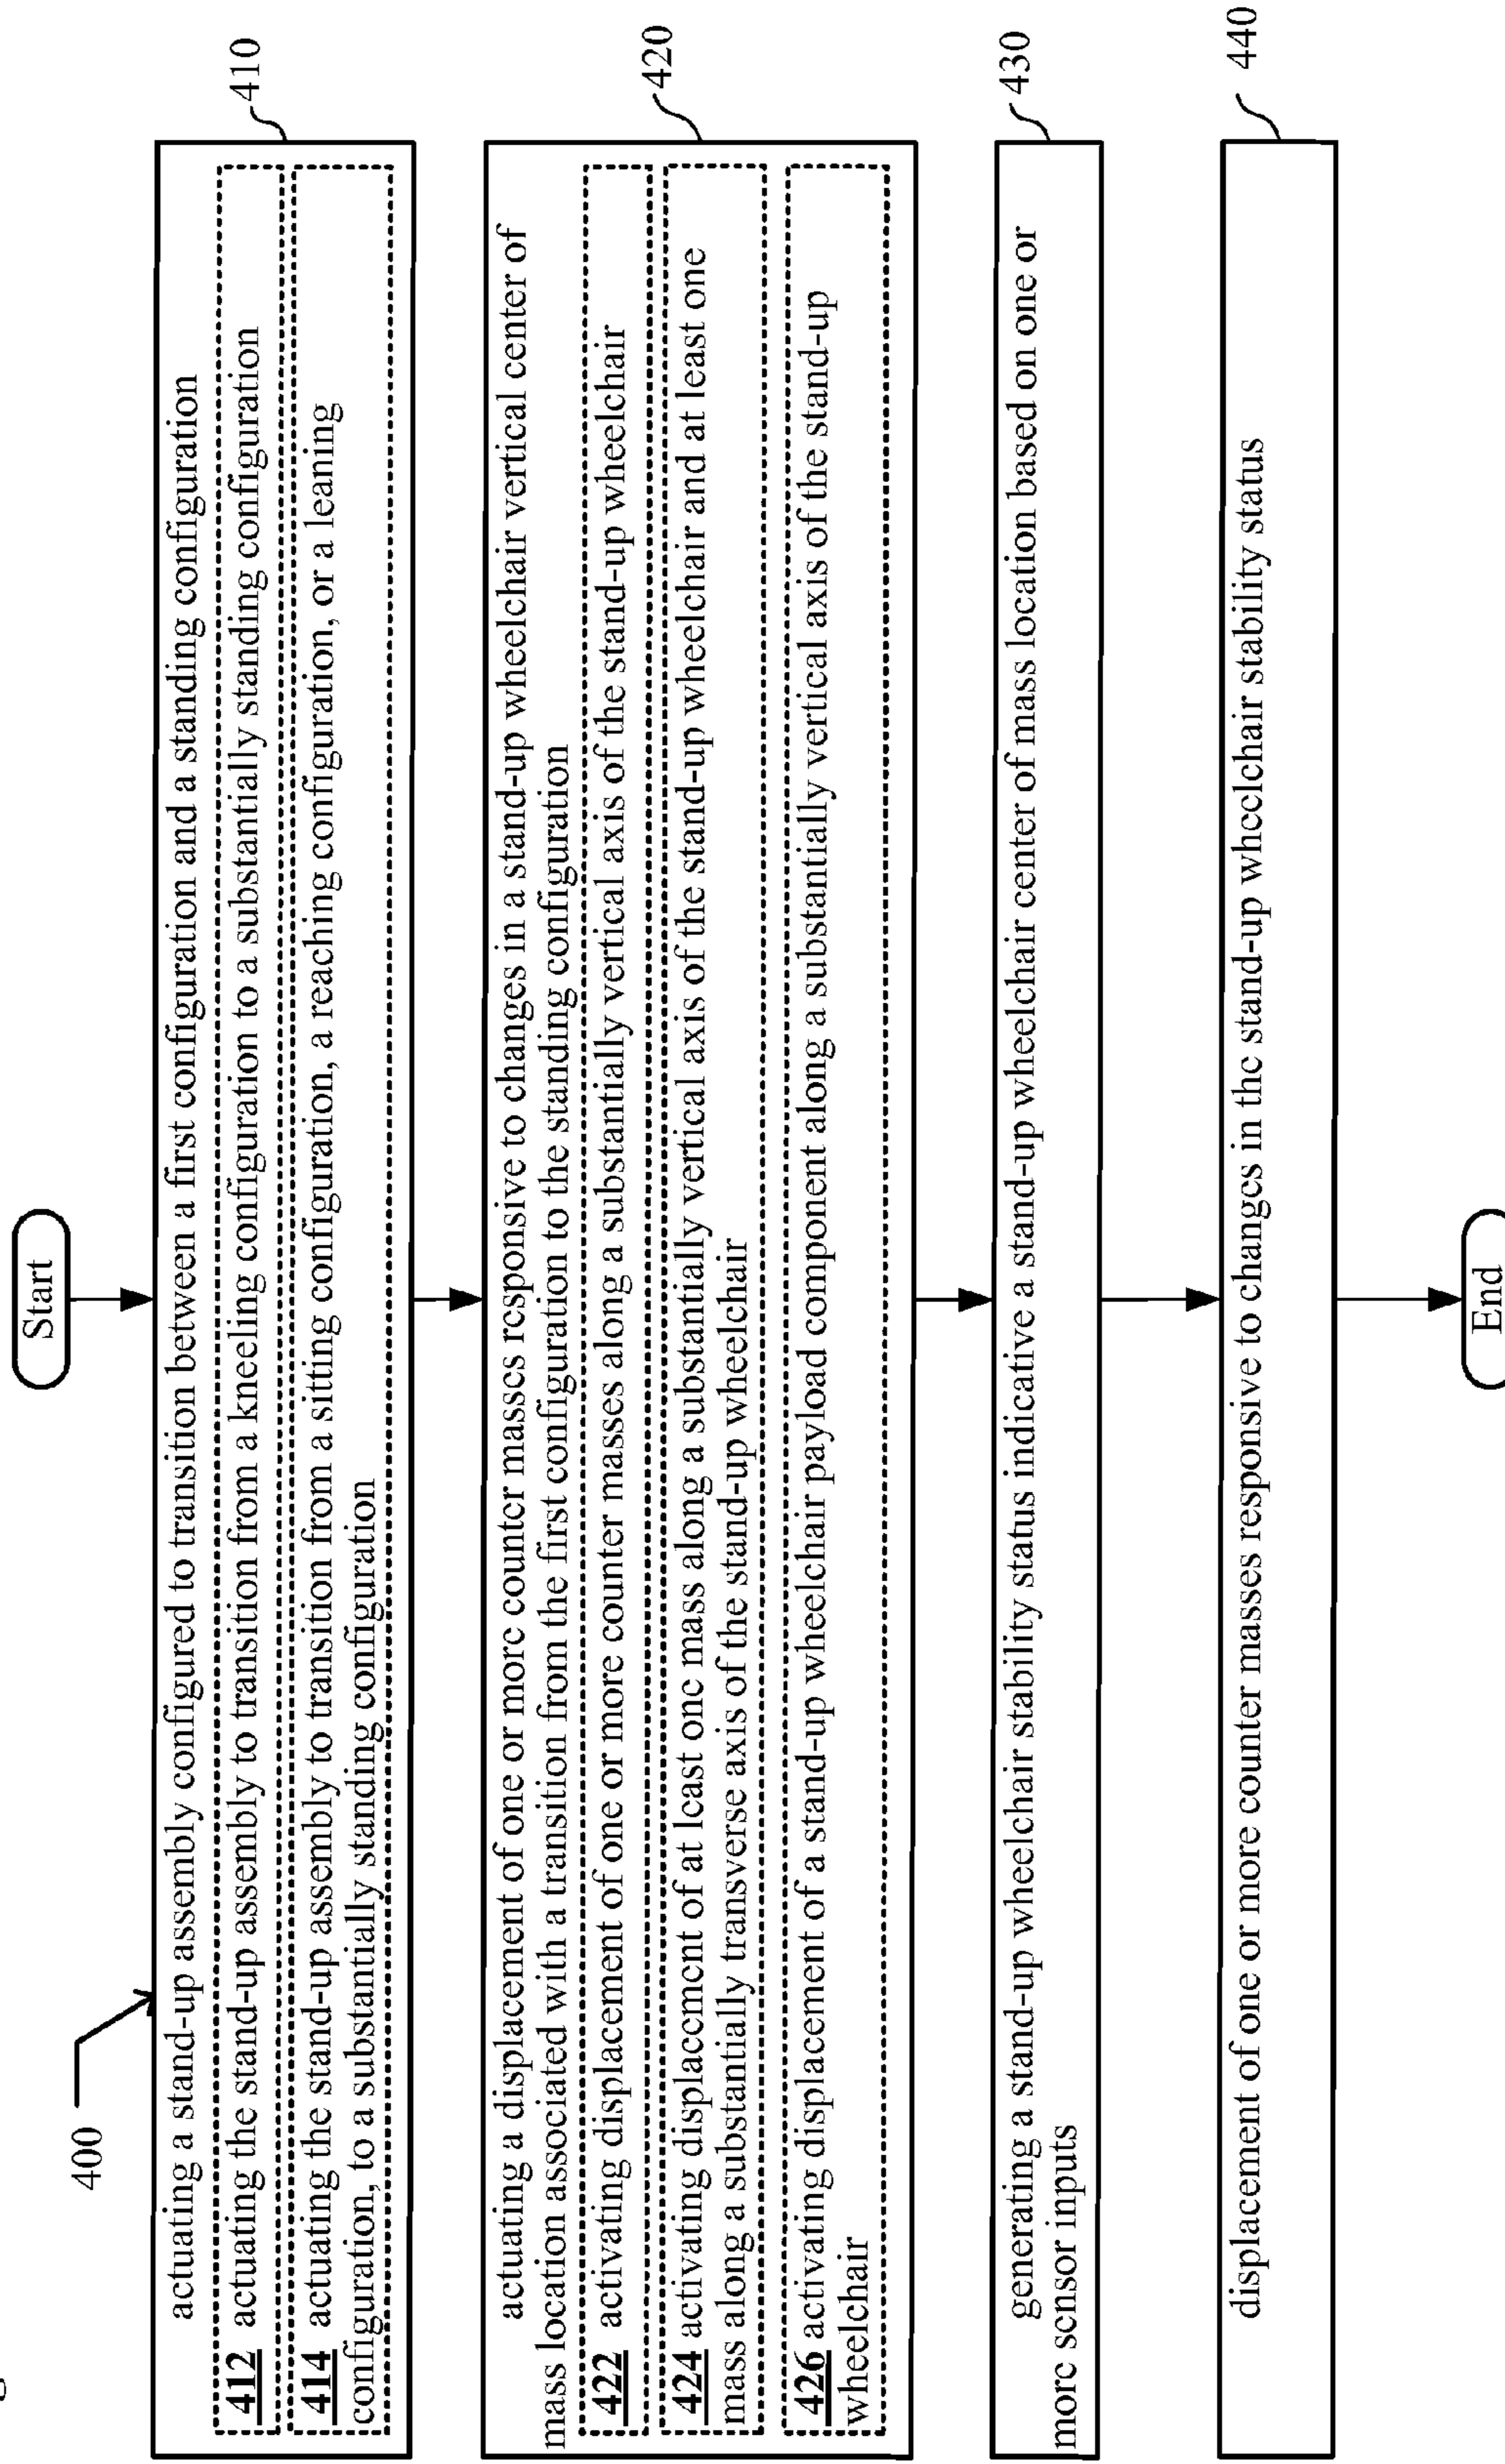 Start
400
actuating a stand-up assembly configured to transition between a first configuration and a standing configuration
410
412 actuating the stand-up assembly to transition from a kneeling configuration to a substantially standing configuration
414 actuating the stand-up assembly to transition from a sitting configuration, a reaching configuration, or a leaning
configuration, to a substantially standing configuration
actuating a displacement of one or more counter masses responsive to changes in a stand-up wheelchair vertical center of
mass location associated with a transition from the first configuration to the standing configuration
420
422 activating displacement of one or more counter masses along a substantially vertical axis of the stand-up wheelchair
424 activating displacement of at least one mass along a substantially vertical axis of the stand-up wheelchair and at least one
mass along a substantially transverse axis of the stand-up wheelchair
426 activating displacement of a stand-up wheelchair payload component along a substantially vertical axis of the stand-up
wheelchair
generating a stand-up wheelchair stability status indicative a stand-up wheelchair center of mass location based on one or
more sensor inputs
430
displacement of one or more counter masses responsive to changes in the stand-up wheelchair stability status
440
End